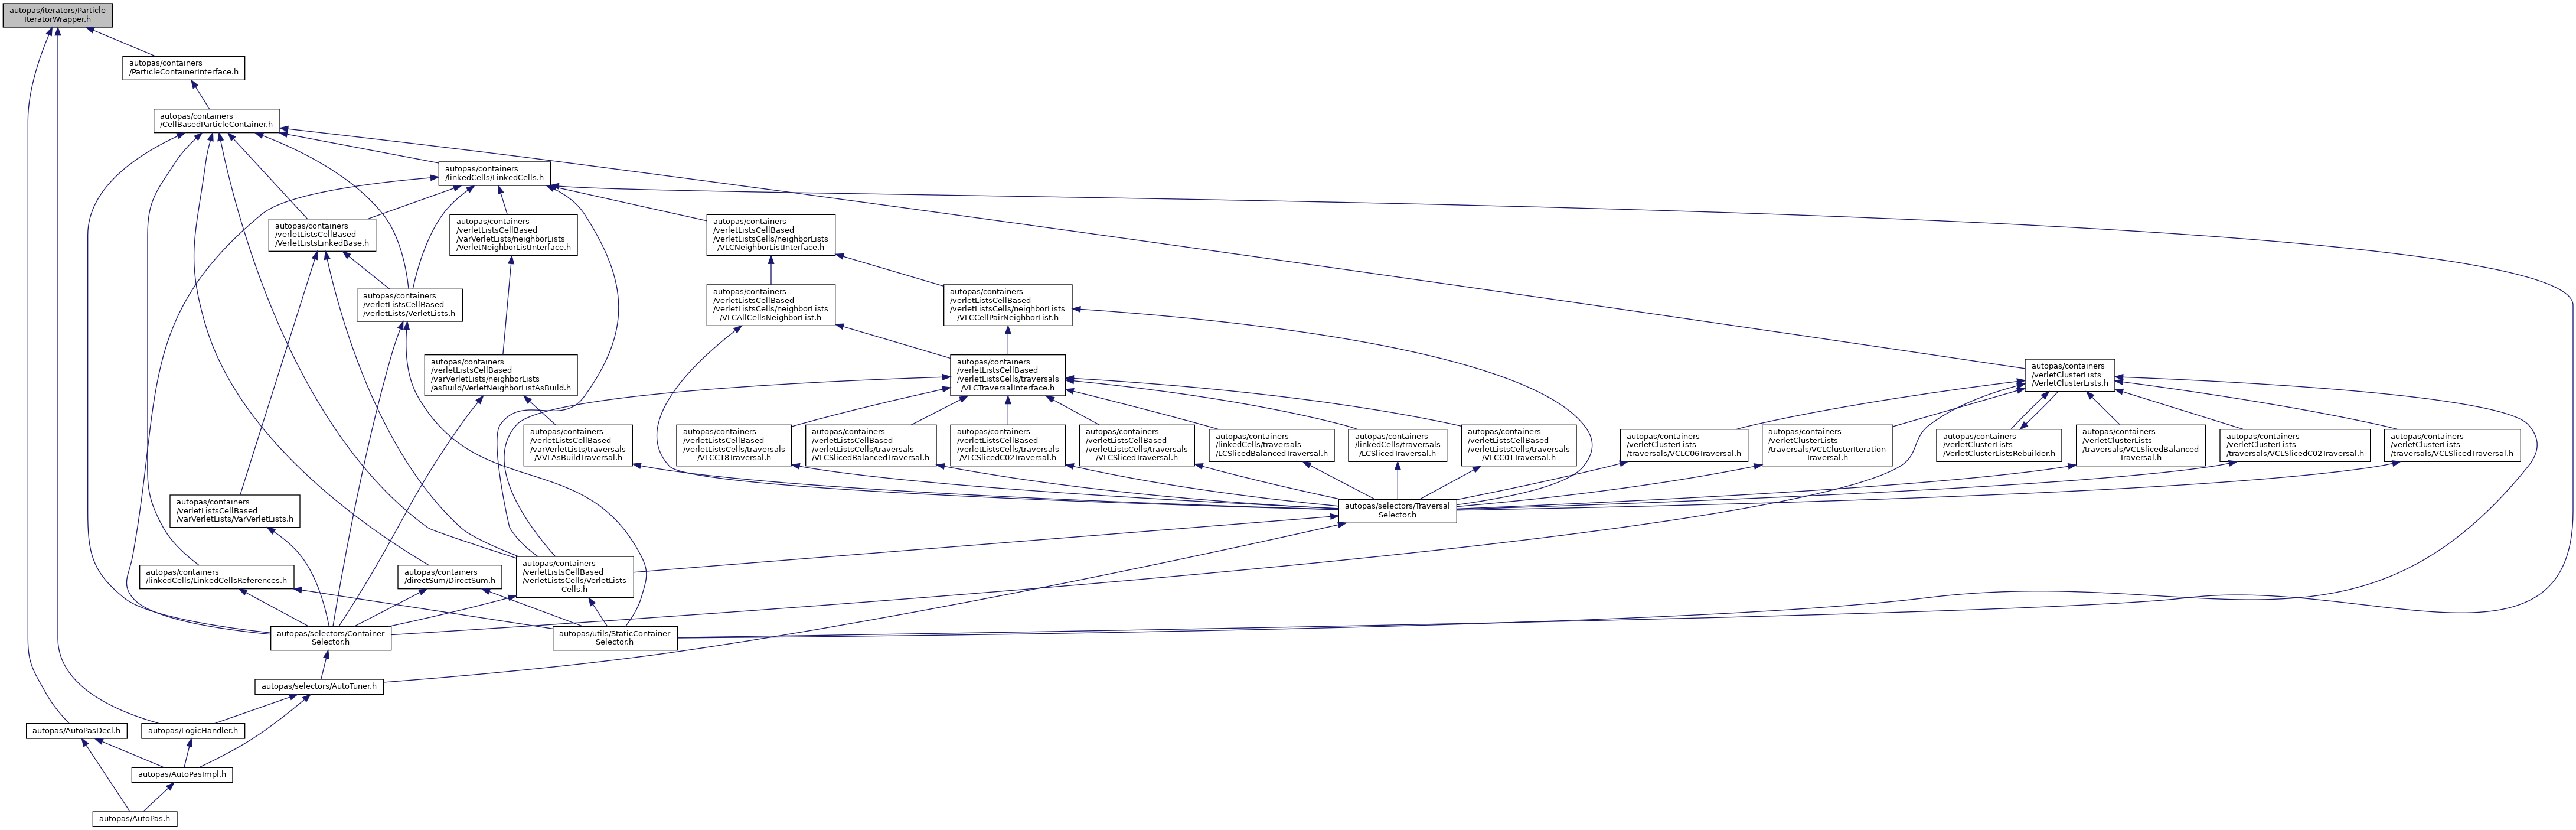 autopas/iterators/Particle
IteratorWrapper.h
autopas/containers
/ParticleContainerInterface.h
autopas/containers
/CellBasedParticleContainer.h
autopas/containers
/linkedCells/LinkedCells.h
autopas/containers
/verletListsCellBased
/VerletListsLinkedBase.h
autopas/containers
/verletListsCellBased
/varVerletLists/neighborLists
/VerletNeighborListInterface.h
autopas/containers
/verletListsCellBased
/verletListsCells/neighborLists
/VLCNeighborListInterface.h
autopas/containers
/verletListsCellBased
/verletLists/VerletLists.h
autopas/containers
/verletListsCellBased
/verletListsCells/neighborLists
/VLCAllCellsNeighborList.h
autopas/containers
/verletListsCellBased
/verletListsCells/neighborLists
/VLCCellPairNeighborList.h
autopas/containers
/verletListsCellBased
/varVerletLists/neighborLists
/asBuild/VerletNeighborListAsBuild.h
autopas/containers
/verletListsCellBased
/verletListsCells/traversals
/VLCTraversalInterface.h
autopas/containers
/verletClusterLists
/VerletClusterLists.h
autopas/containers
/verletListsCellBased
/varVerletLists/traversals
/VVLAsBuildTraversal.h
autopas/containers
/verletListsCellBased
/verletListsCells/traversals
/VLCC18Traversal.h
autopas/containers
/verletListsCellBased
/verletListsCells/traversals
/VLCSlicedBalancedTraversal.h
autopas/containers
/verletListsCellBased
/verletListsCells/traversals
/VLCSlicedC02Traversal.h
autopas/containers
/verletListsCellBased
/verletListsCells/traversals
/VLCSlicedTraversal.h
autopas/containers
/linkedCells/traversals
/LCSlicedBalancedTraversal.h
autopas/containers
/linkedCells/traversals
/LCSlicedTraversal.h
autopas/containers
/verletListsCellBased
/verletListsCells/traversals
/VLCC01Traversal.h
autopas/containers
/verletClusterLists
/traversals/VCLC06Traversal.h
autopas/containers
/verletClusterLists
/traversals/VCLClusterIteration
Traversal.h
autopas/containers
/verletClusterLists
/VerletClusterListsRebuilder.h
autopas/containers
/verletClusterLists
/traversals/VCLSlicedBalanced
Traversal.h
autopas/containers
/verletClusterLists
/traversals/VCLSlicedC02Traversal.h
autopas/containers
/verletClusterLists
/traversals/VCLSlicedTraversal.h
autopas/containers
/verletListsCellBased
/varVerletLists/VarVerletLists.h
autopas/selectors/Traversal
Selector.h
autopas/containers
/linkedCells/LinkedCellsReferences.h
autopas/containers
/directSum/DirectSum.h
autopas/containers
/verletListsCellBased
/verletListsCells/VerletLists
Cells.h
autopas/selectors/Container
Selector.h
autopas/utils/StaticContainer
Selector.h
autopas/selectors/AutoTuner.h
autopas/AutoPasDecl.h
autopas/LogicHandler.h
autopas/AutoPasImpl.h
autopas/AutoPas.h